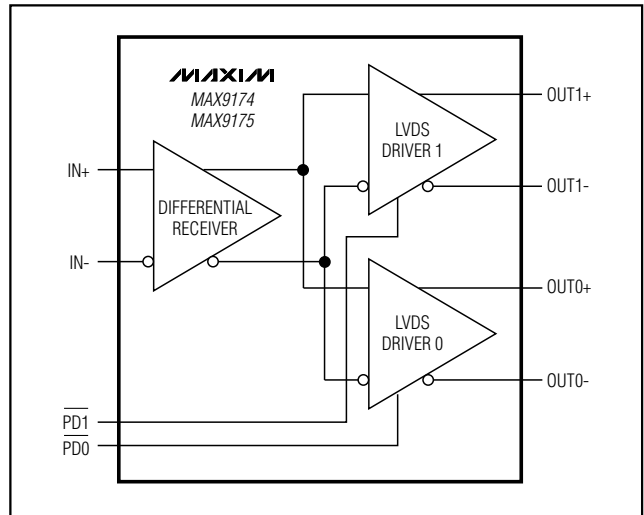 MAXIM
MAX9174
MAX9175
IN+
IN-
DIFFERENTIAL
RECEIVER
LVDS
DRIVER 1
OUT1+
OUT1-
LVDS
DRIVER 0
OUT0+
OUT0-
PD1
PD0